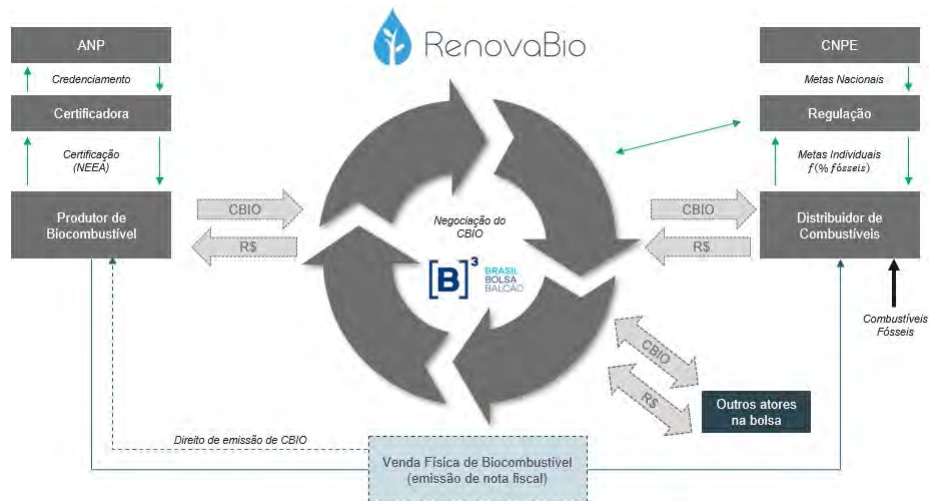 RenovaBio
ANP
Credenciamento
Certificadora
Certificação
(NEEA)
Produtor de
Biocombustível
CBIO
R$
Negociação do
CBIO
[B]³
BRASIL
BOLSA
BALCÃO
CNPE
Metas Nacionais
Regulação
Metas Individuais
f(% fósseis)
CBIO
R$
Distribuidor de
Combustíveis
Combustíveis
Fósseis
CBIO
R$
Outros atores
na bolsa
Direito de emissão de CBIO
Venda Física de Biocombustível
(emissão de nota fiscal)